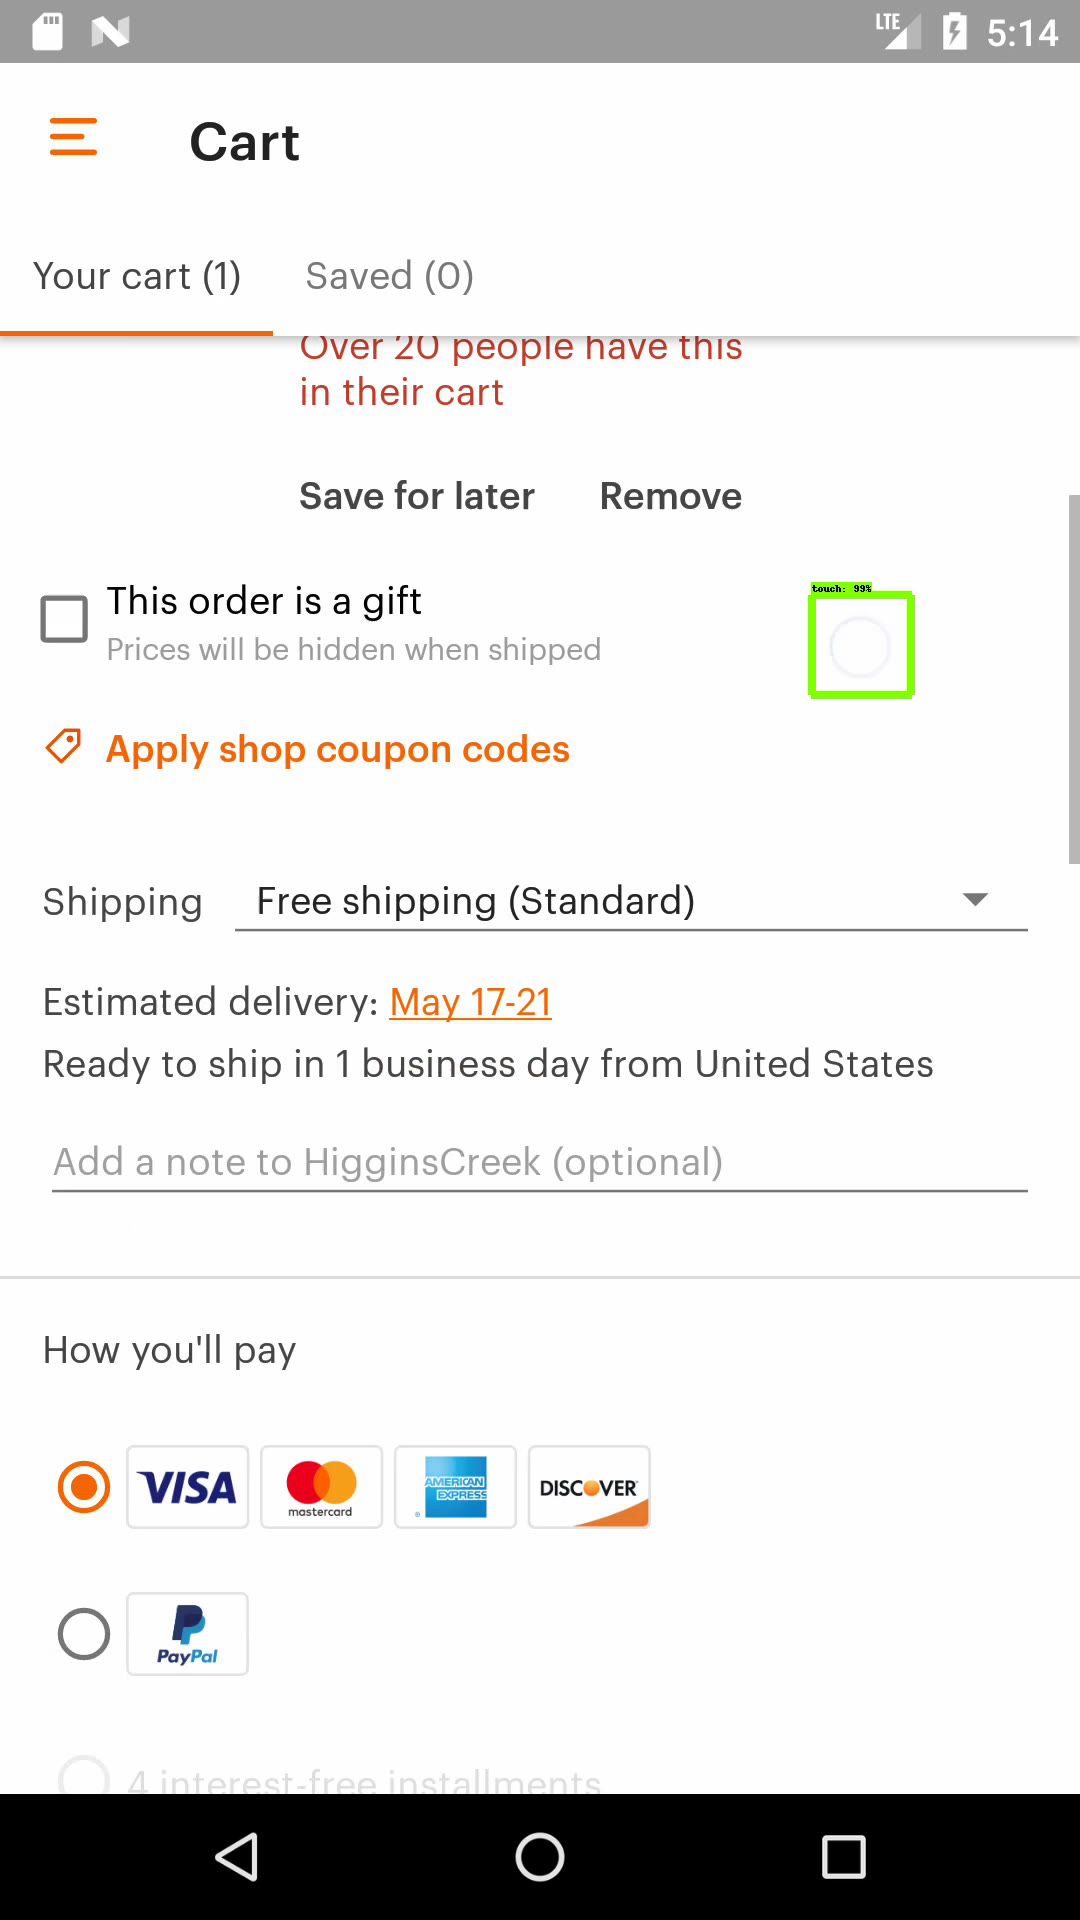 LTE 5:14
Cart
Your cart (1) Saved (0)
Over 20 people have this
in their cart
Save for later Remove
touch: 99%
This order is a gift
Prices will be hidden when shipped
Apply shop coupon codes
Shipping Free shipping (Standard)
Estimated delivery: May 17-21
Ready to ship in 1 business day from United States
Add a note to HigginsCreek (optional)
How you'll pay
VISA mastercard AMERICAN EXPRESS DISCOVER
PayPal
4 interest-free installments